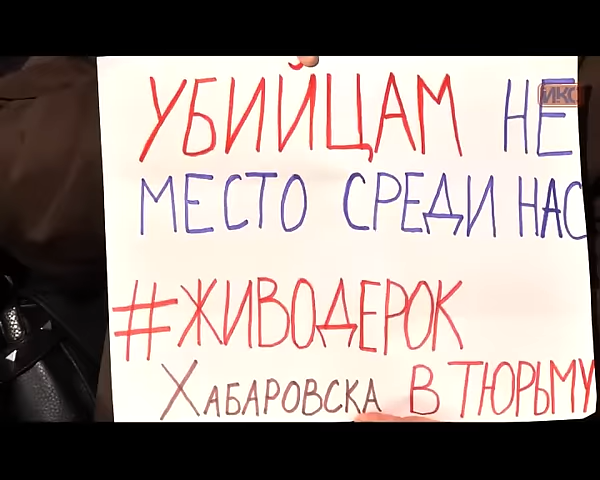 УБИЙЦАМ НЕ
МЕСТО СРЕДИ НАС
#ЖИВОДЕРОК
ХАБАРОВСКА В ТЮРЬМУ